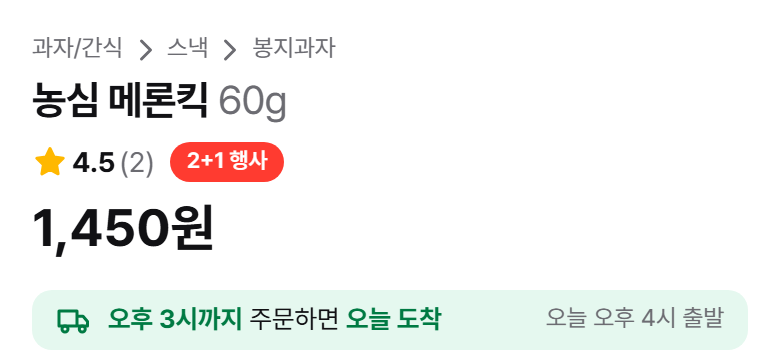 과자/간식 > 스낵 > 봉지과자
농심 메론킥 60g
4.5 (2) 2+1 행사
1,450원
오후 3시까지 주문하면 오늘 도착 오늘 오후 4시 출발